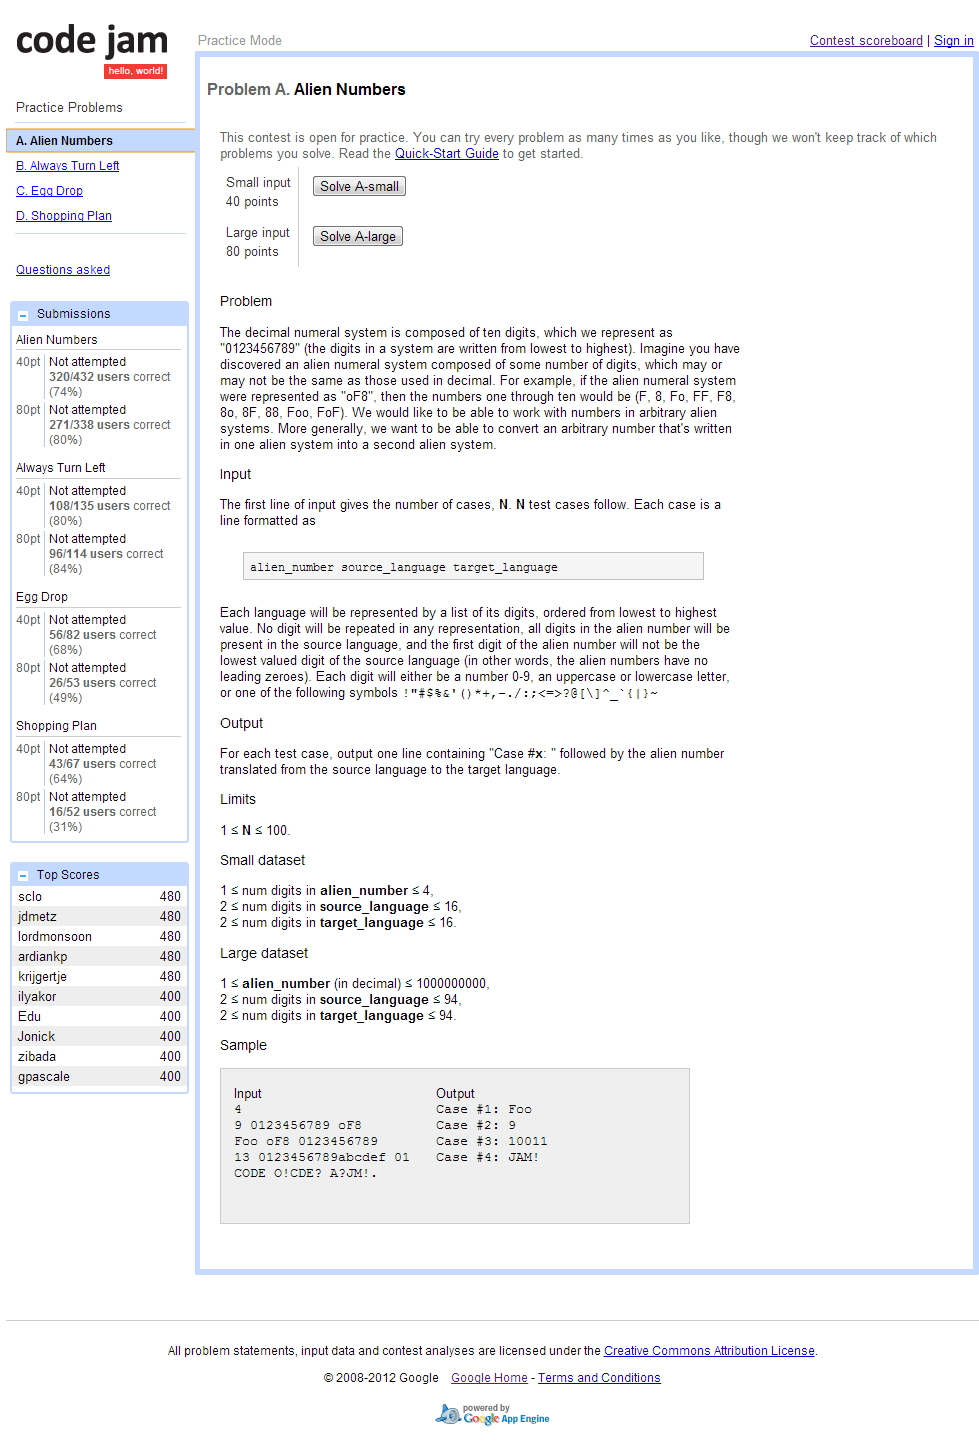 code jam
hello, world!
Practice Mode
Contest scoreboard | Sign in
Practice Problems
A. Alien Numbers
B. Always Turn Left
C. Egg Drop
D. Shopping Plan
Questions asked
Submissions
Alien Numbers
40pt Not attempted
320/432 users correct
(74%)
80pt Not attempted
271/338 users correct
(80%)
Always Turn Left
40pt Not attempted
108/135 users correct
(80%)
80pt Not attempted
96/114 users correct
(84%)
Egg Drop
40pt Not attempted
56/82 users correct
(68%)
80pt Not attempted
26/53 users correct
(49%)
Shopping Plan
40pt Not attempted
43/67 users correct
(64%)
80pt Not attempted
16/52 users correct
(31%)
Top Scores
sclo 480
jdmetz 480
lordmonsoon 480
ardiankp 480
krijgertje 480
ilyakor 400
Edu 400
Jonick 400
zibada 400
gpascale 400
Problem A. Alien Numbers
This contest is open for practice. You can try every problem as many times as you like, though we won't keep track of which
problems you solve. Read the Quick-Start Guide to get started.
Small input
40 points
Solve A-small
Large input
80 points
Solve A-large
Problem
The decimal numeral system is composed of ten digits, which we represent as
"0123456789" (the digits in a system are written from lowest to highest). Imagine you have
discovered an alien numeral system composed of some number of digits, which may or
may not be the same as those used in decimal. For example, if the alien numeral system
were represented as "oF8", then the numbers one through ten would be (F, 8, Fo, FF, F8,
8o, 8F, 88, Foo, FoF). We would like to be able to work with numbers in arbitrary alien
systems. More generally, we want to be able to convert an arbitrary number that's written
in one alien system into a second alien system.
Input
The first line of input gives the number of cases, N. N test cases follow. Each case is a
line formatted as
alien_number source_language target_language
Each language will be represented by a list of its digits, ordered from lowest to highest
value. No digit will be repeated in any representation, all digits in the alien number will be
present in the source language, and the first digit of the alien number will not be the
lowest valued digit of the source language (in other words, the alien numbers have no
leading zeroes). Each digit will either be a number 0-9, an uppercase or lowercase letter,
or one of the following symbols !"#$%&'()*+,-./:;<=>?@[\]^_`{|}~
Output
For each test case, output one line containing "Case #x: " followed by the alien number
translated from the source language to the target language.
Limits
1 ≤ N ≤ 100.
Small dataset
1 ≤ num digits in alien_number ≤ 4,
2 ≤ num digits in source_language ≤ 16,
2 ≤ num digits in target_language ≤ 16.
Large dataset
1 ≤ alien_number (in decimal) ≤ 1000000000,
2 ≤ num digits in source_language ≤ 94,
2 ≤ num digits in target_language ≤ 94.
Sample
Input Output
4 Case #1: Foo
9 0123456789 oF8 Case #2: 9
Foo oF8 0123456789 Case #3: 10011
13 0123456789abcdef 01 Case #4: JAM!
CODE O!CDE? A?JM!.
All problem statements, input data and contest analyses are licensed under the Creative Commons Attribution License.
© 2008-2012 Google Google Home - Terms and Conditions
powered by
Google App Engine